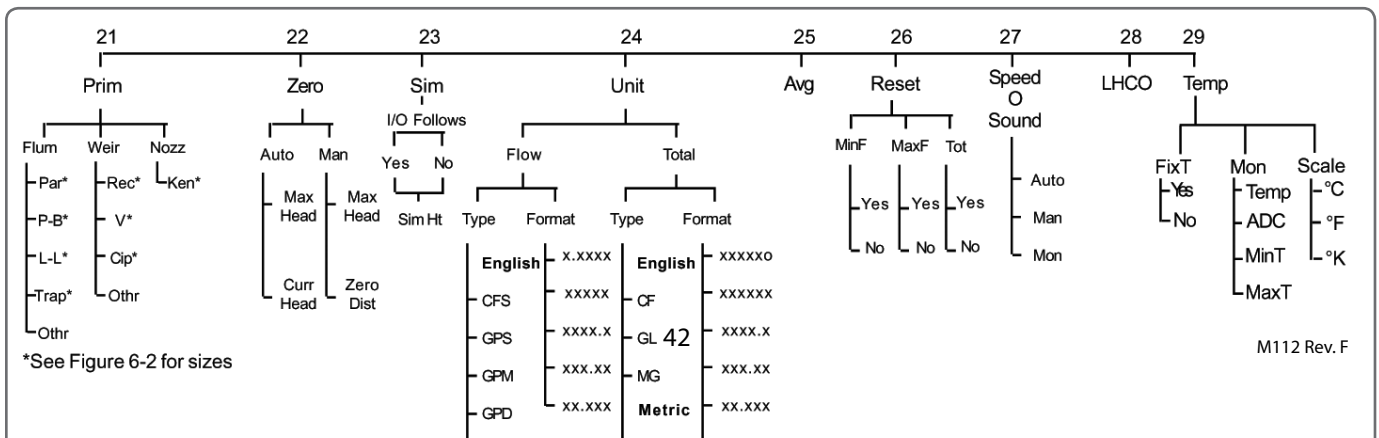 21 22 23 24 25 26 27 28 29
Prim Zero Sim Unit Avg Reset Speed O Sound LHCO Temp
I/O Follows
Flum Weir Nozz Auto Man Yes No Flow Total MinF MaxF Tot FixT Mon Scale
Par* Rec* Ken* Max Head Max Head Sim Ht Type Format Type Format Yes Yes Yes Auto Yes Temp °C
P-B* V* No No No Man No ADC °F
L-L* Cip* English x.xxxx English xxxxxo Mon MinT °K
Trap* Othr Curr Head Zero Dist CFS xxxxx CF xxxxxx MaxT
Othr GPS xxxx.x GL 42 xxxx.x
*See Figure 6-2 for sizes M112 Rev. F
GPM xxx.xx MG xxx.xx
GPD xx.xxx Metric xx.xxx